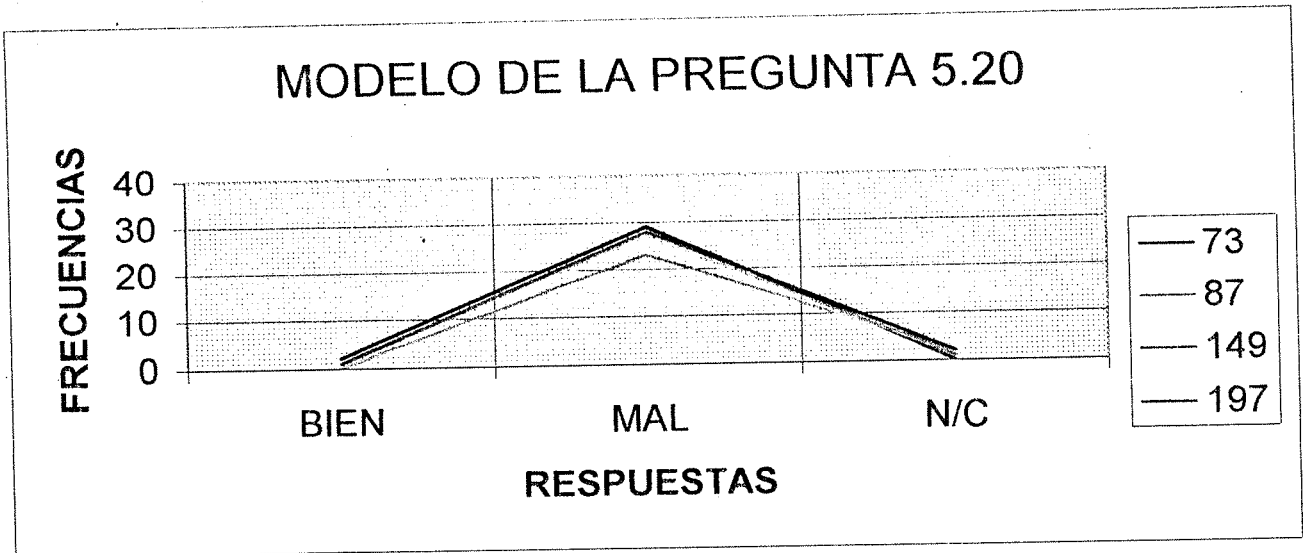 MODELO DE LA PREGUNTA 5.20
FRECUENCIAS
40
30
20
10
0
BIEN
MAL
N/C
RESPUESTAS
73
87
149
197